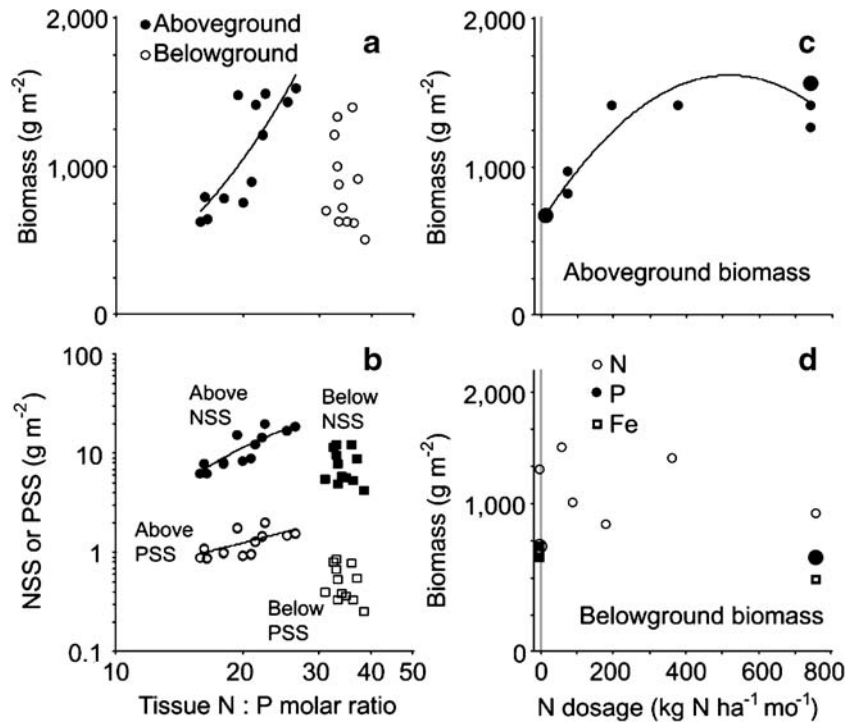 a
Aboveground
Belowground
2,000
1,000
0
Biomass (g m⁻²)
c
2,000
1,000
0
Biomass (g m⁻²)
Aboveground biomass
b
100
10
1
0.1
NSS or PSS (g m⁻²)
Above
NSS
Below
NSS
Above
PSS
Below
PSS
10
20
30
40
50
Tissue N : P molar ratio
d
N
P
Fe
2,000
1,000
0
Biomass (g m⁻²)
Belowground biomass
0
200
400
600
800
N dosage (kg N ha⁻¹ mo⁻¹)